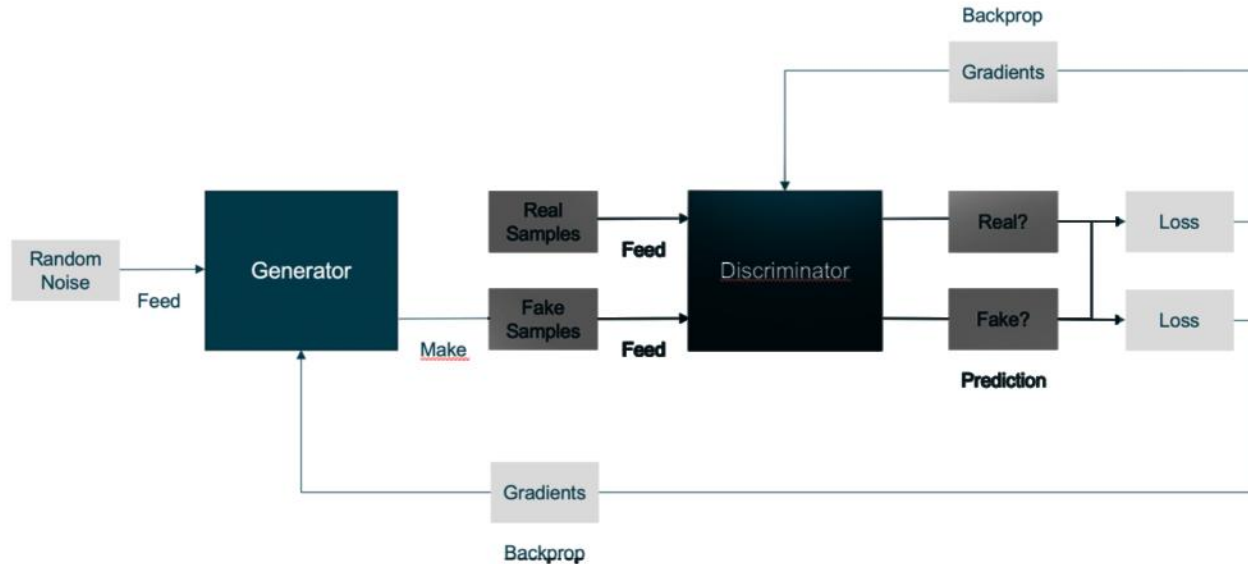 Backprop
Gradients
Real
Samples
Feed
Real?
Loss
Random
Noise
Feed
Generator
Discriminator
Make
Fake
Samples
Feed
Fake?
Loss
Prediction
Gradients
Backprop